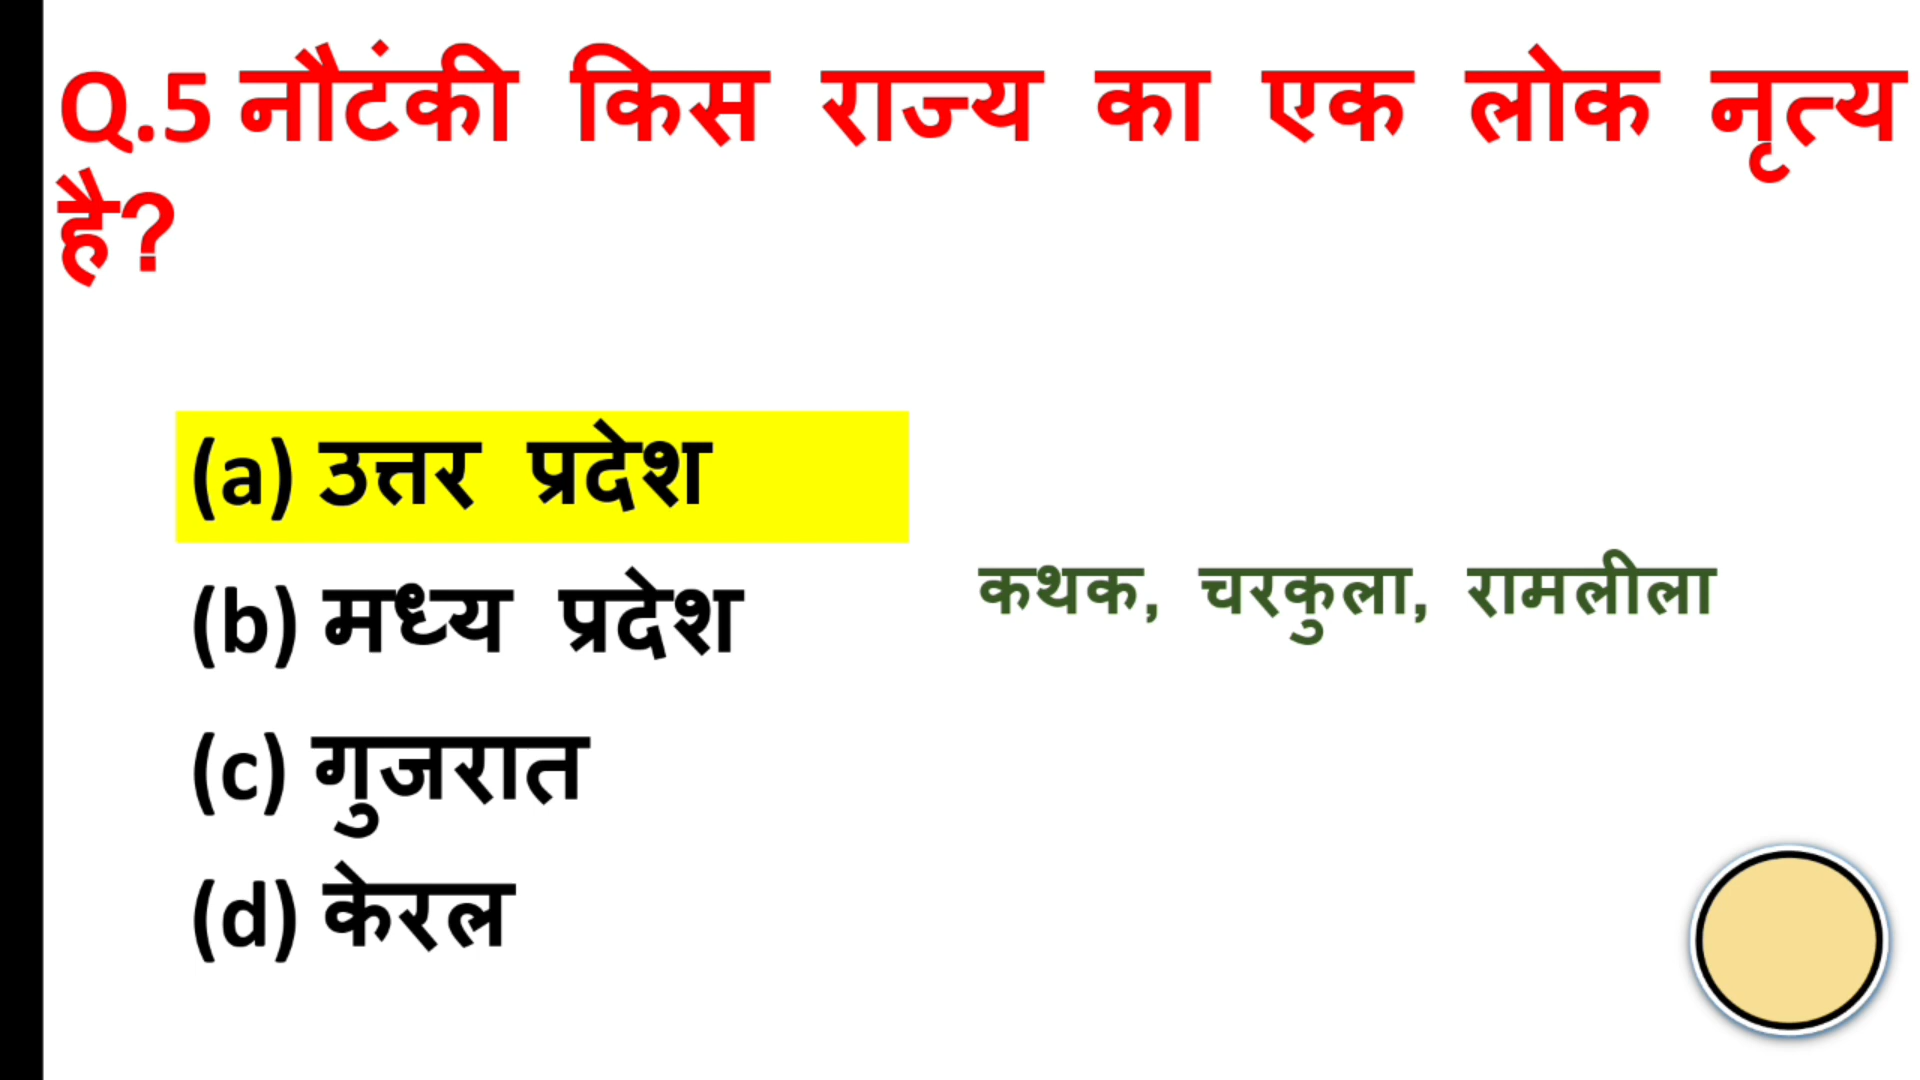 Q.5 नौटंकी किस राज्य का एक लोक नृत्य
है?
(a) उत्तर प्रदेश
(b) मध्य प्रदेश
कथक, चरकुला, रामलीला
(c) गुजरात
(d) केरल